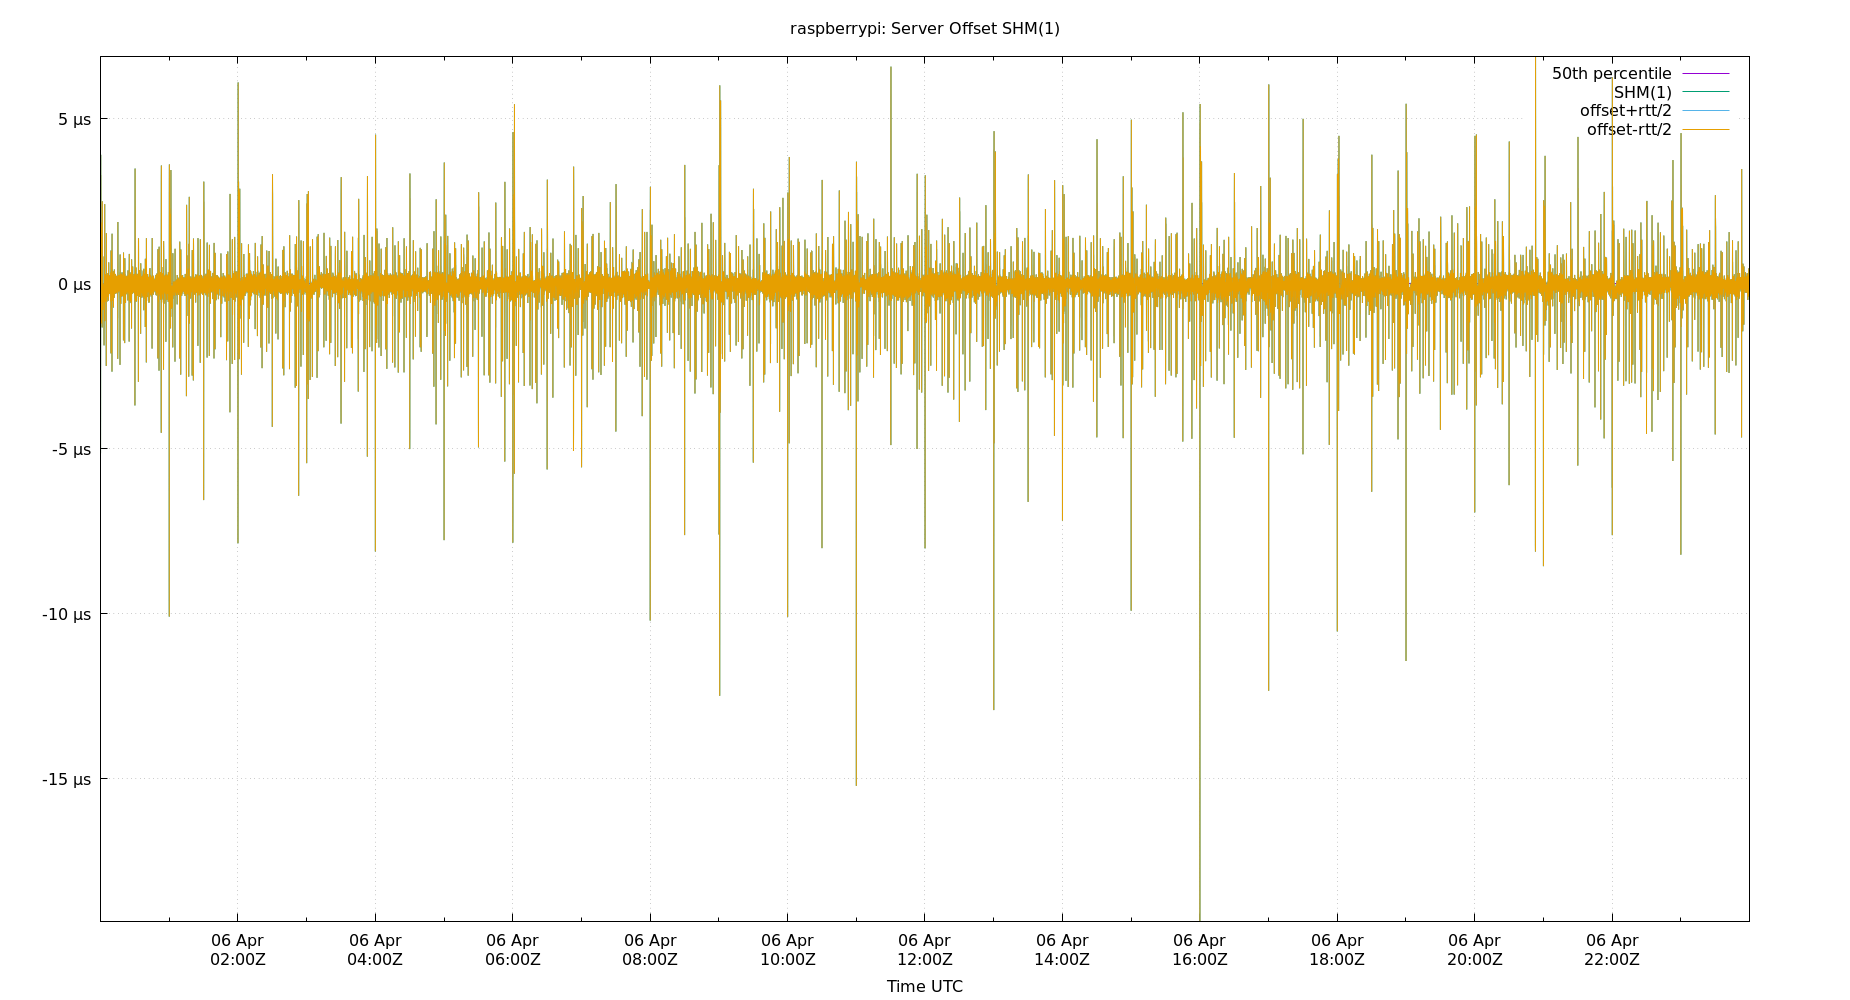 raspberrypi: Server Offset SHM(1)
50th percentile
SHM(1)
offset+rtt/2
offset-rtt/2
5 µs
0 µs
-5 µs
-10 µs
-15 µs
06 Apr 06 Apr 06 Apr 06 Apr 06 Apr 06 Apr 06 Apr 06 Apr 06 Apr 06 Apr 06 Apr
02:00Z 04:00Z 06:00Z 08:00Z 10:00Z 12:00Z 14:00Z 16:00Z 18:00Z 20:00Z 22:00Z
Time UTC